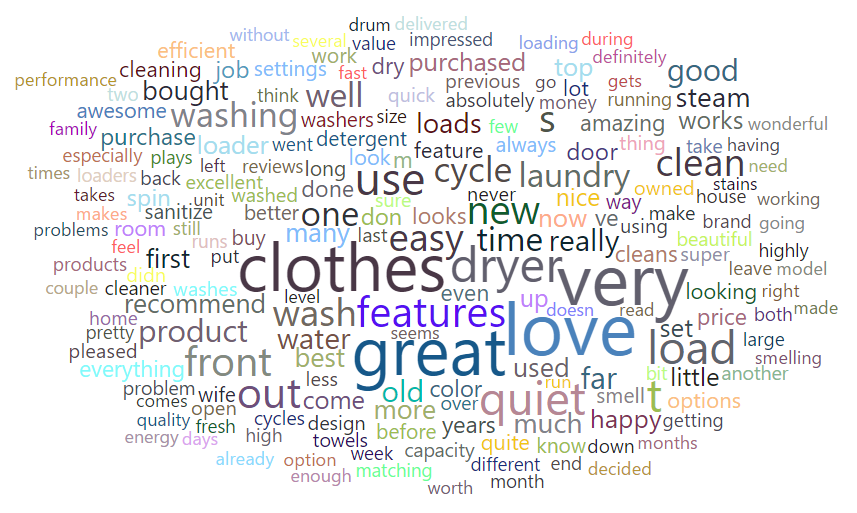 drum delivered
without several value impressed loading during
efficient work definitely
cleaning job settings fast dry purchased top good
performance two bought think well quick previous go lot gets steam
absolutely money running
awesome washing washers size loads few s amazing works wonderful
family purchase loader went detergent always thing take having
especially plays look m feature door clean need
times loaders back left reviews long use cycle laundry stains
takes spin excellent unit washed done sure never nice owned house working
makes sanitize better one don looks new now ve way make brand going
problems room still many last easy time really using beautiful
feel runs buy cleans super highly
products didn first put clothes dryer very leave model
couple cleaner washes level even up doesn read looking right
home recommend wash features love price both made
pretty product water seems great load set large
pleased everything front best used far little smelling
problem less run bit another
comes wife out come old color quiet smell t options
quality open more over much happy getting
fresh cycles design before years quite know down months
energy days high towels week capacity
already option matching different end decided
enough month
worth